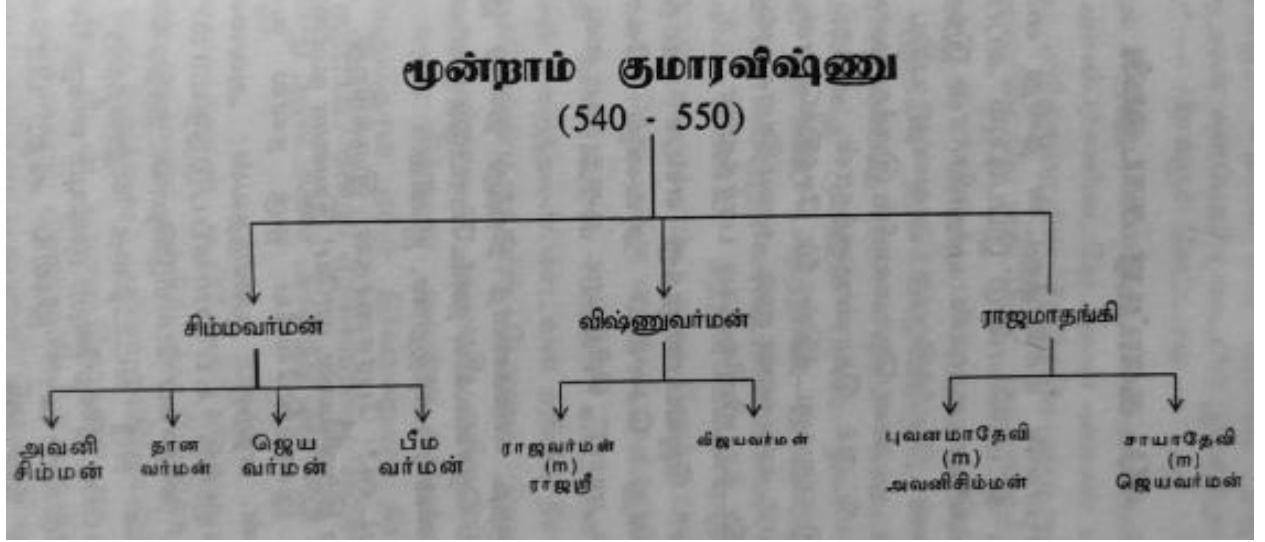 மூன்றாம் குமாரவிஷ்ணு
(540 - 550)
சிம்மவர்மன் விஷ்ணுவர்மன் ராஜமாதங்கி
அவனி
சிம்மன்
தான
வர்மன்
ஜெய
வர்மன்
பீம
வர்மன்
ராஜவர்மன்
(m)
ராஜஸ்ரீ
விஜயவர்மன்
புவனமாதேவி
(m)
அவனிசிம்மன்
சாயாதேவி
(m)
ஜெயவர்மன்